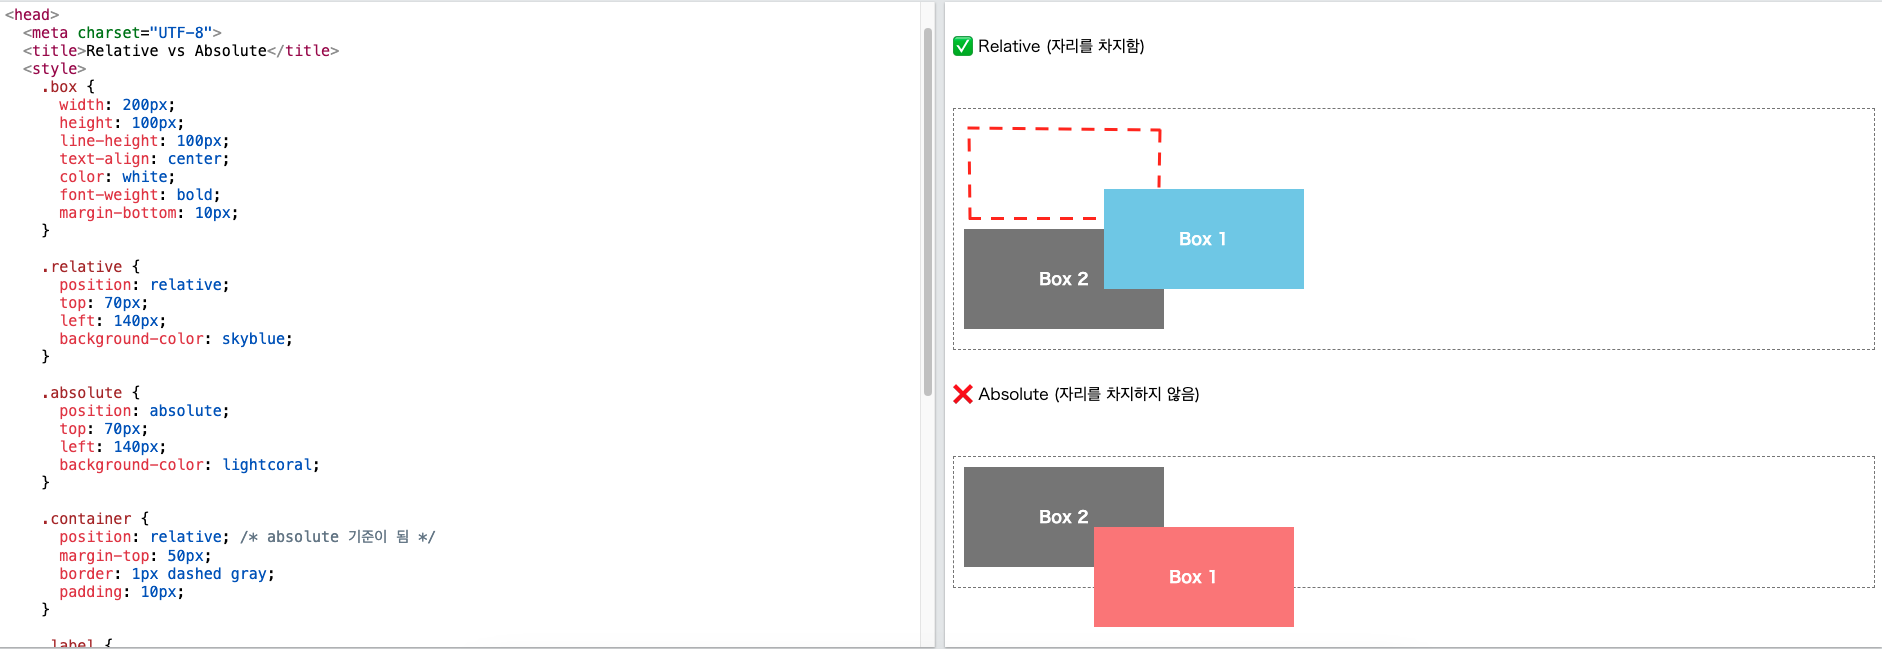 <head>
<meta charset="UTF-8">
<title>Relative vs Absolute</title>
<style>
.box {
width: 200px;
height: 100px;
line-height: 100px;
text-align: center;
color: white;
font-weight: bold;
margin-bottom: 10px;
}
.relative {
position: relative;
top: 70px;
left: 140px;
background-color: skyblue;
}
.absolute {
position: absolute;
top: 70px;
left: 140px;
background-color: lightcoral;
}
.container {
position: relative; /* absolute 기준이 됨 */
margin-top: 50px;
border: 1px dashed gray;
padding: 10px;
}
.label {
✅ Relative (자리를 차지함)
Box 1
Box 2
❌ Absolute (자리를 차지하지 않음)
Box 2
Box 1